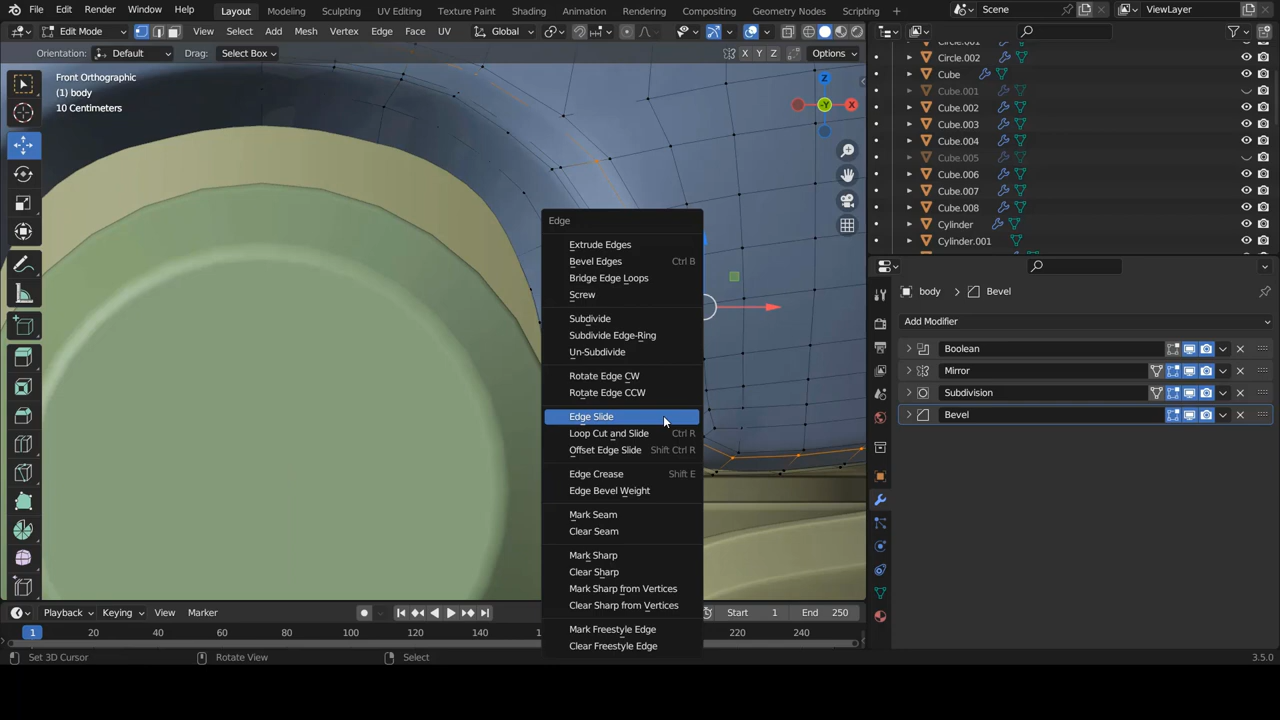 File Edit Render Window Help Layout Modeling Sculpting UV Editing Texture Paint Shading Animation Rendering Compositing Geometry Nodes Scripting + Scene ViewLayer
Edit Mode View Select Add Mesh Vertex Edge Face UV Global
Orientation: Default Drag: Select Box X Y Z Options
Front Orthographic
(1) body
10 Centimeters
Z
Y
X
Circle.001
Circle.002
Cube
Cube.001
Cube.002
Cube.003
Cube.004
Cube.005
Cube.006
Cube.007
Cube.008
Cylinder
Cylinder.001
body > Bevel
Add Modifier
Boolean
Mirror
Subdivision
Bevel
Edge
Extrude Edges
Bevel Edges Ctrl B
Bridge Edge Loops
Screw
Subdivide
Subdivide Edge-Ring
Un-Subdivide
Rotate Edge CW
Rotate Edge CCW
Edge Slide
Loop Cut and Slide Ctrl R
Offset Edge Slide Shift Ctrl R
Edge Crease Shift E
Edge Bevel Weight
Mark Seam
Clear Seam
Mark Sharp
Clear Sharp
Mark Sharp from Vertices
Clear Sharp from Vertices
Mark Freestyle Edge
Clear Freestyle Edge
Playback Keying View Marker Start 1 End 250
1 20 40 60 80 100 120 140 220 240
Set 3D Cursor Rotate View Select 3.5.0